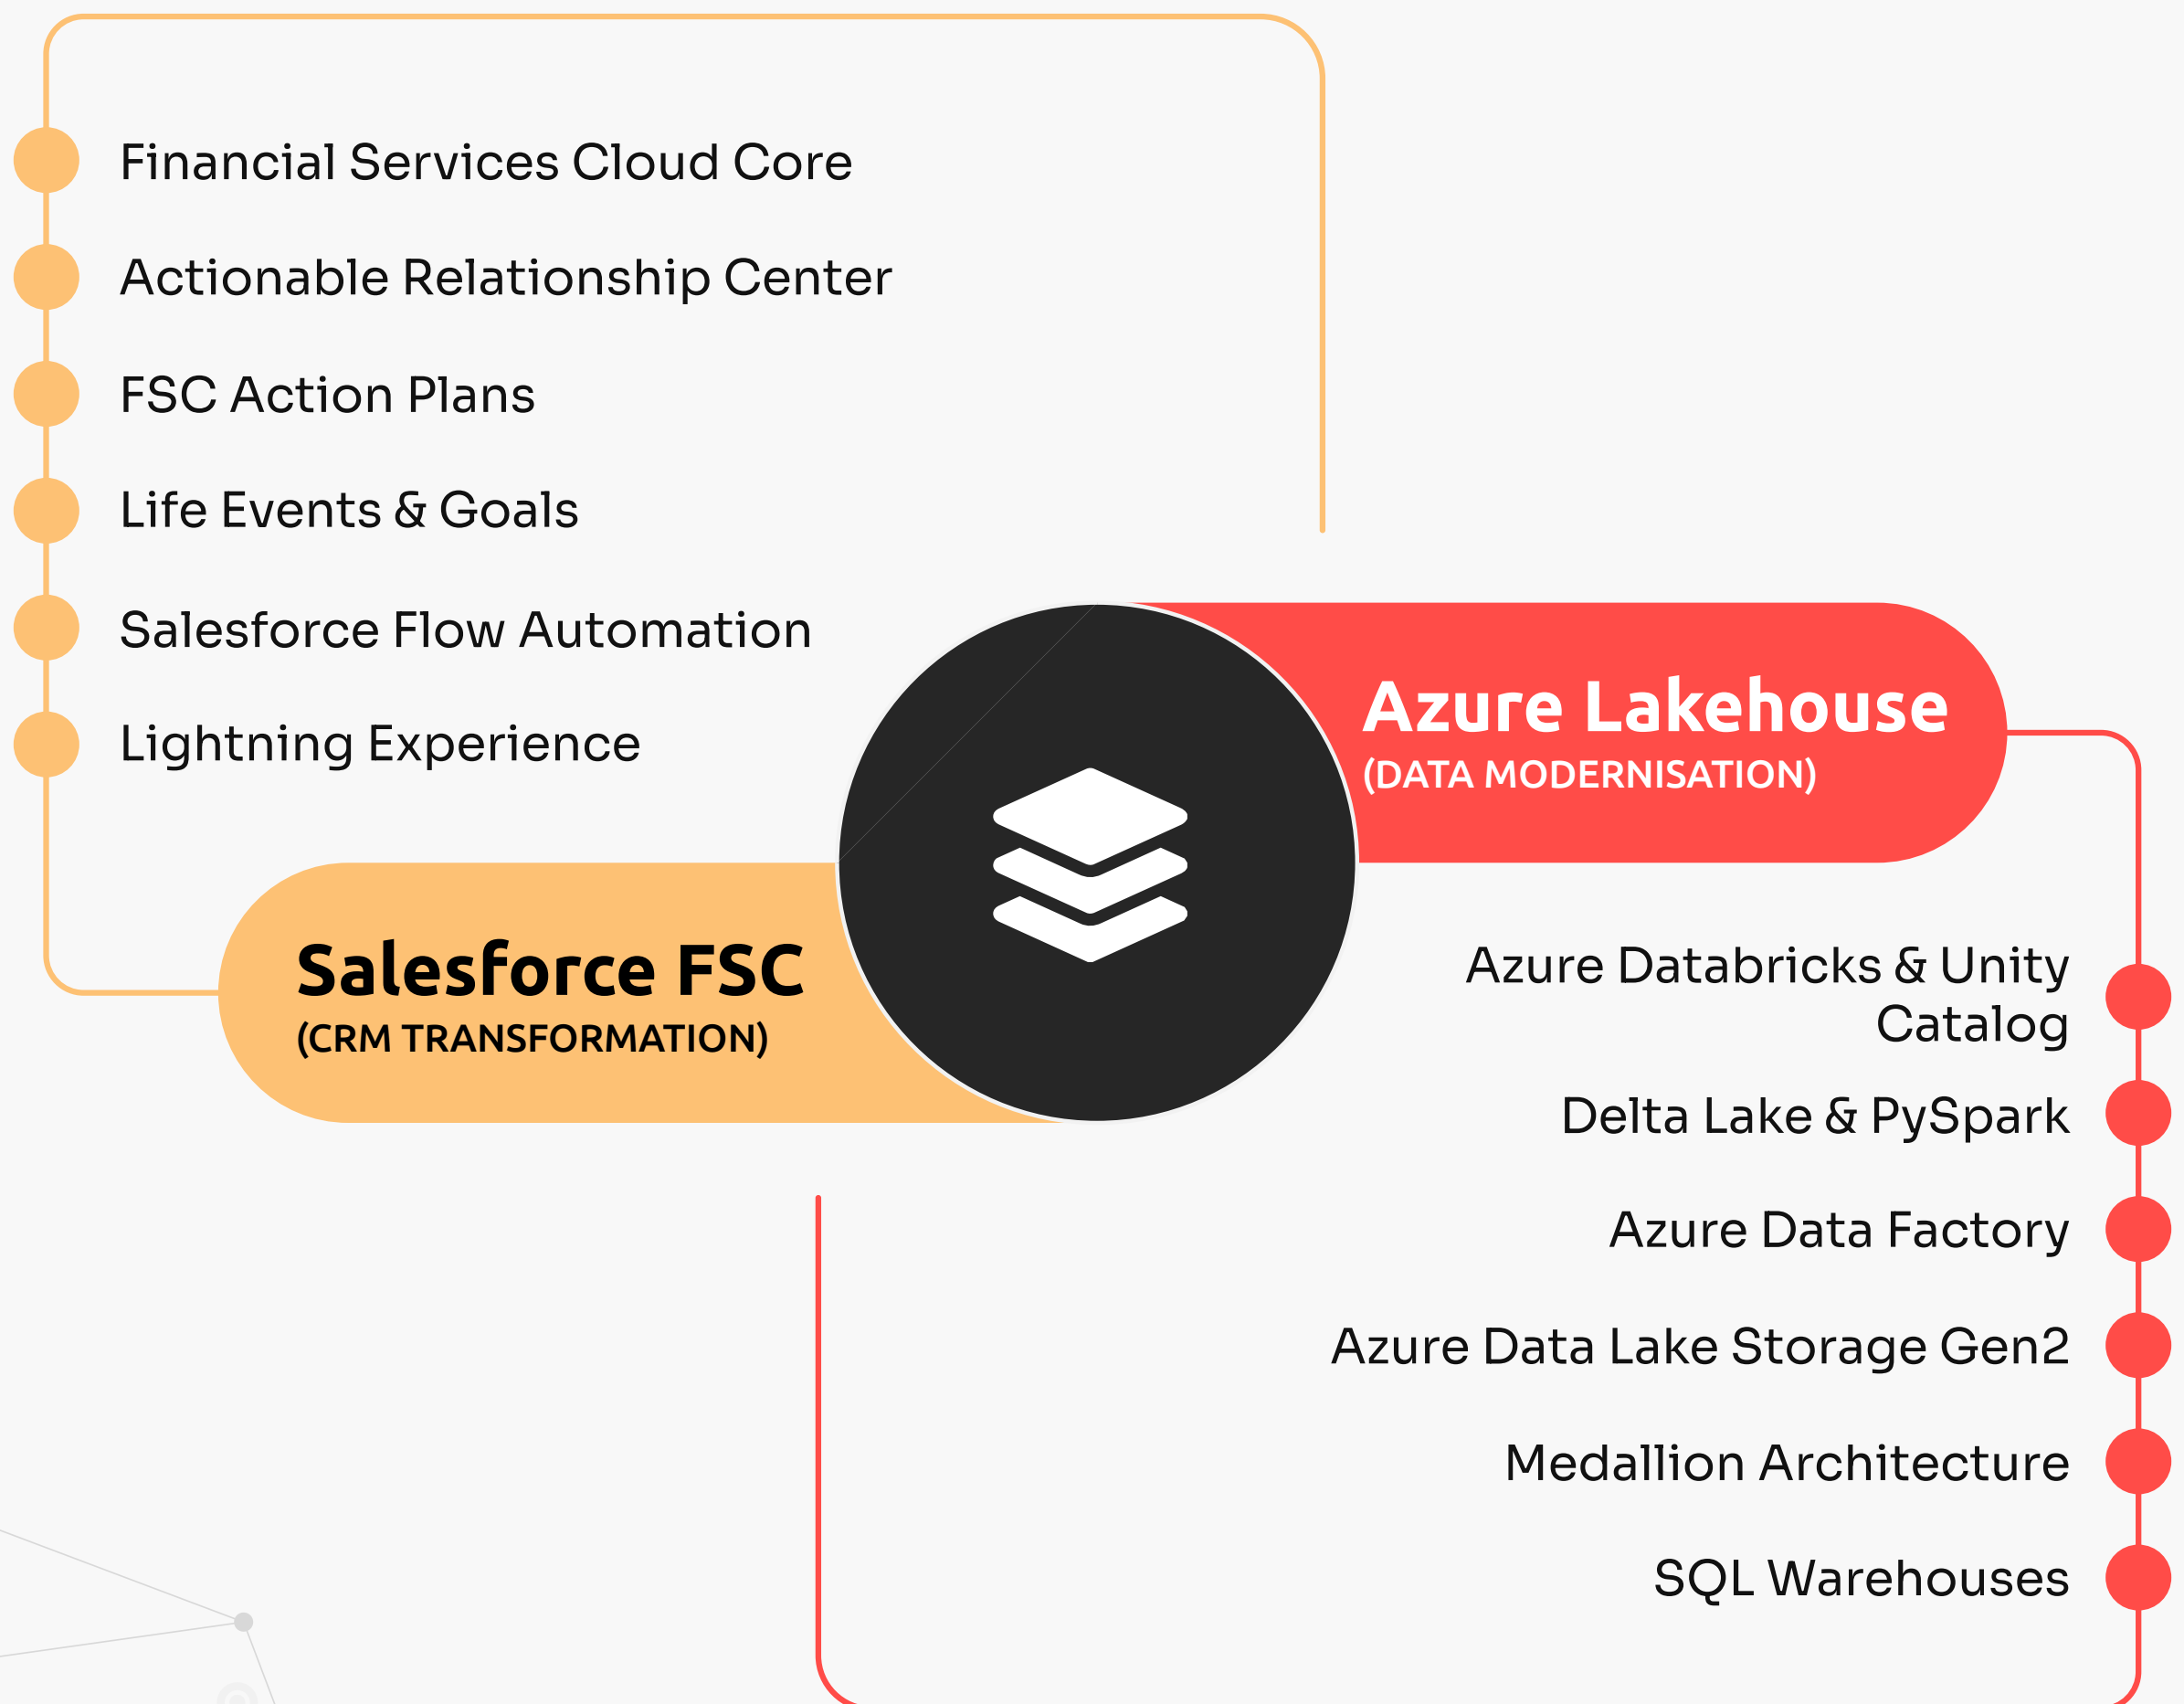 Financial Services Cloud Core
Actionable Relationship Center
FSC Action Plans
Life Events & Goals
Salesforce Flow Automation
Lightning Experience
Salesforce FSC
(CRM TRANSFORMATION)
Azure Lakehouse
(DATA MODERNISATION)
Azure Databricks & Unity
Catalog
Delta Lake & PySpark
Azure Data Factory
Azure Data Lake Storage Gen2
Medallion Architecture
SQL Warehouses